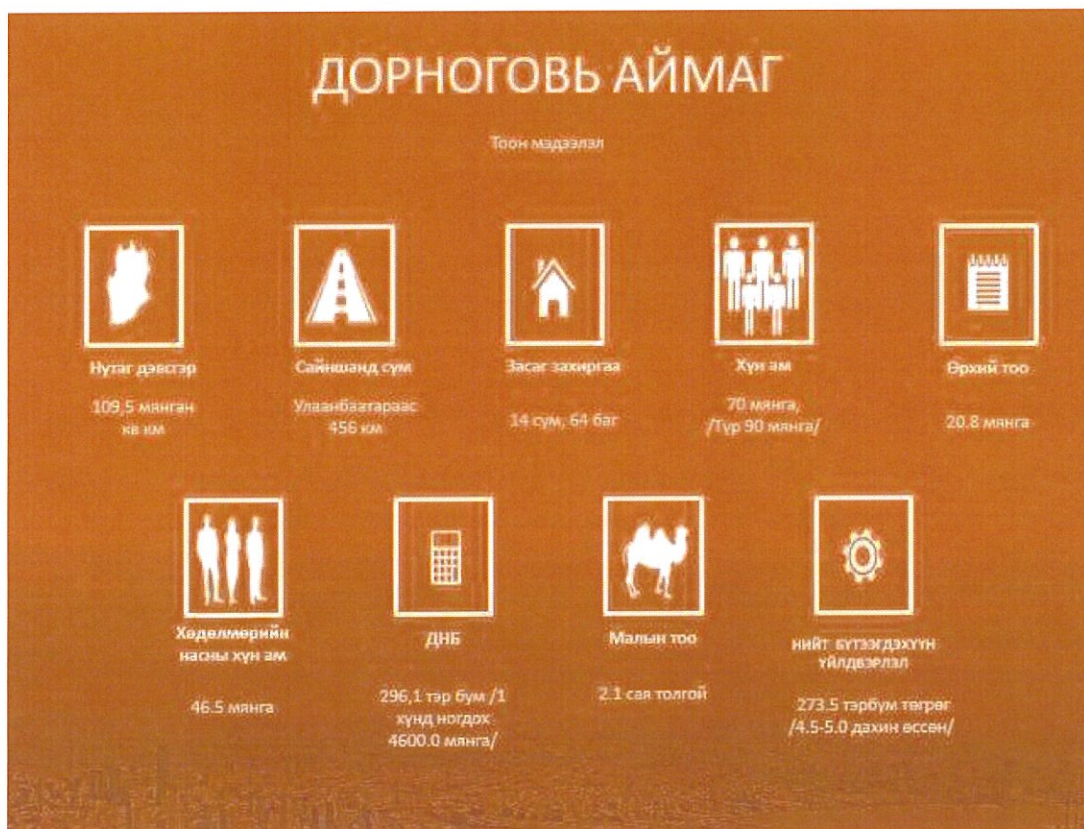 ДОРНОГОВЬ АЙМАГ
Тоон мэдээлэл
Нутаг дэвсгэр
109,5 мянган
кв км
Сайншанд сум
Улаанбаатараас
456 км
Засаг захиргаа
14 сум, 64 баг
Хүн ам
70 мянга,
/Түр 90 мянга/
Өрхий тоо
20.8 мянга
Хөдөлмөрийн
насны хүн ам
46.5 мянга
ДНБ
296,1 тэр бум /1
хүнд ногдох
4600.0 мянга/
Малын тоо
2.1 сая толгой
НИЙТ БҮТЭЭГДЭХҮҮН
ҮЙЛДВЭРЛЭЛ
273.5 тэрбум төгрөг
/4.5-5.0 дахин өссөн/